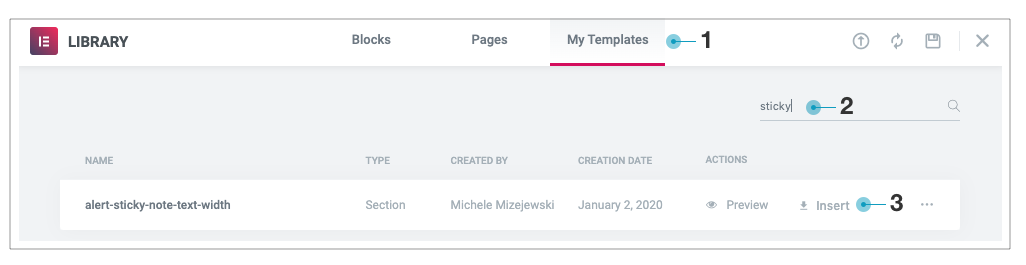 LIBRARY Blocks Pages My Templates 1
sticky 2
NAME TYPE CREATED BY CREATION DATE ACTIONS
alert-sticky-note-text-width Section Michele Mizejewski January 2, 2020 Preview Insert 3 ...